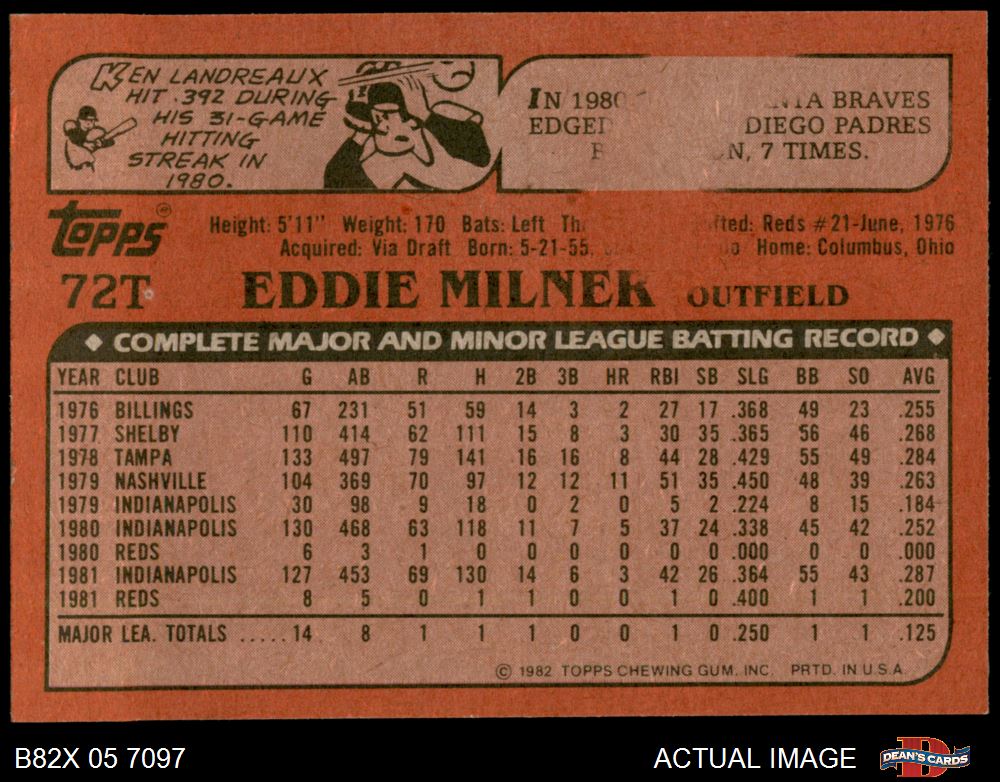 KEN LANDREAUX
HIT .392 DURING
HIS 31-GAME
HITTING
STREAK IN
1980.
IN 1980 BRAVES
DIEGO PADRES
7 TIMES.
TOPPS®
Height: 5'11" Weight: 170 Bats: Left Reds #21-June, 1976
Acquired: Via Draft Born: 5-21-55, Home: Columbus, Ohio
72T EDDIE MILNER OUTFIELD
◆ COMPLETE MAJOR AND MINOR LEAGUE BATTING RECORD ◆
YEAR CLUB G AB R H 2B 3B HR RBI SB SLG BB SO AVG
1976 BILLINGS 67 231 51 59 14 3 2 27 17 .368 49 23 .255
1977 SHELBY 110 414 62 111 15 8 3 30 35 .365 56 46 .268
1978 TAMPA 133 497 79 141 16 16 8 44 28 .429 55 49 .284
1979 NASHVILLE 104 369 70 97 12 12 11 51 35 .450 48 39 .263
1979 INDIANAPOLIS 30 98 9 18 0 2 0 5 2 .224 8 15 .184
1980 INDIANAPOLIS 130 468 63 118 11 7 5 37 24 .338 45 42 .252
1980 REDS 6 3 1 0 0 0 0 0 0 .000 0 0 .000
1981 INDIANAPOLIS 127 453 69 130 14 6 3 42 26 .364 55 43 .287
1981 REDS 8 5 0 1 1 0 0 1 0 .400 1 1 .200
MAJOR LEA. TOTALS .....14 8 1 1 1 0 0 1 0 .250 1 1 .125
© 1982 TOPPS CHEWING GUM, INC. PRTD. IN U.S.A.
B82X 05 7097 ACTUAL IMAGE DEAN'S CARDS